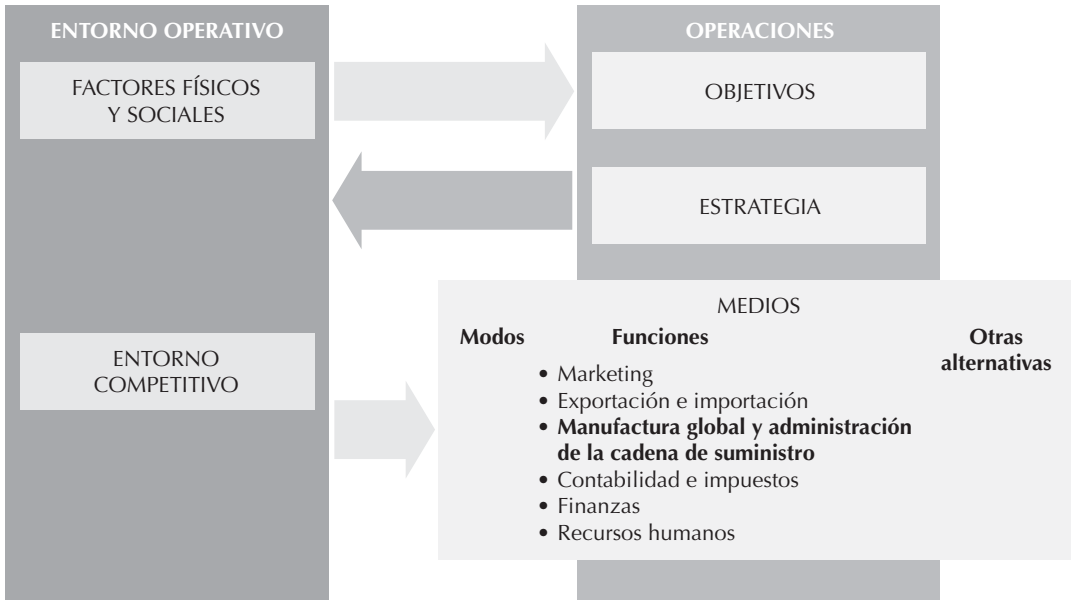 ENTORNO OPERATIVO
FACTORES FÍSICOS
Y SOCIALES
ENTORNO
COMPETITIVO
OPERACIONES
OBJETIVOS
ESTRATEGIA
MEDIOS
Modos
Funciones
• Marketing
• Exportación e importación
• Manufactura global y administración
de la cadena de suministro
• Contabilidad e impuestos
• Finanzas
• Recursos humanos
Otras
alternativas